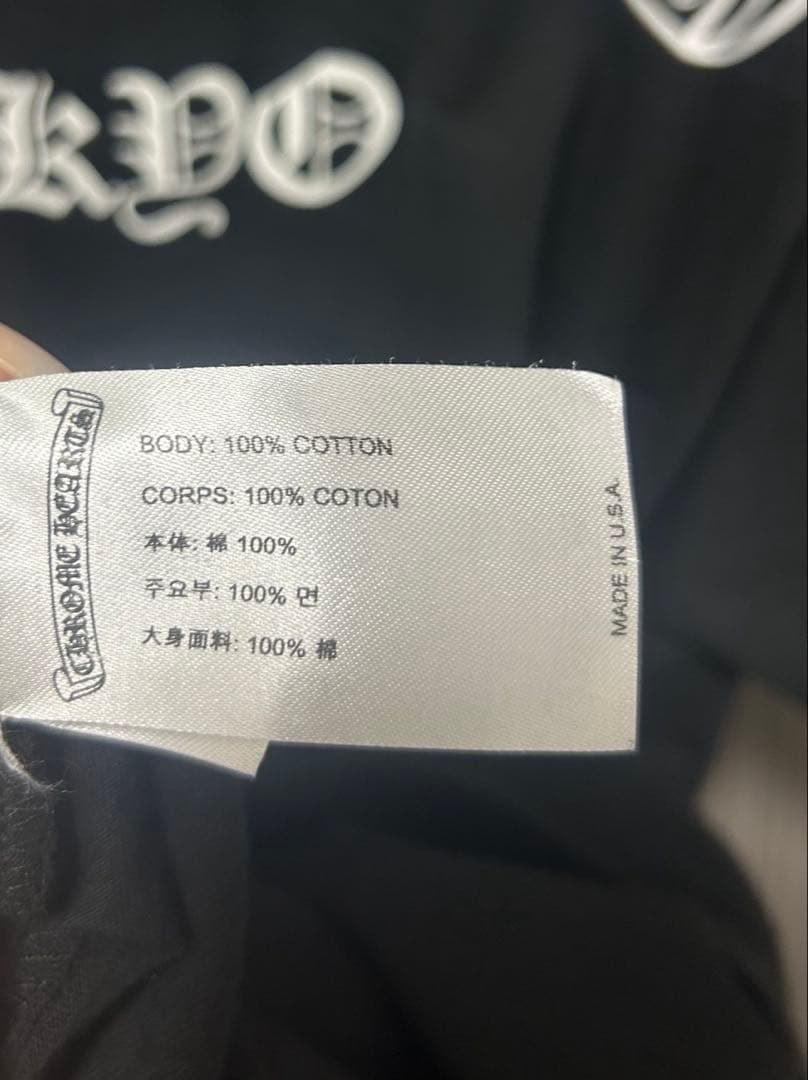 kyo
CHROME HEARTS
BODY: 100% COTTON
CORPS: 100% COTON
本体: 棉 100%
주요부: 100% 면
大身面料: 100% 棉
MADE IN U.S.A.